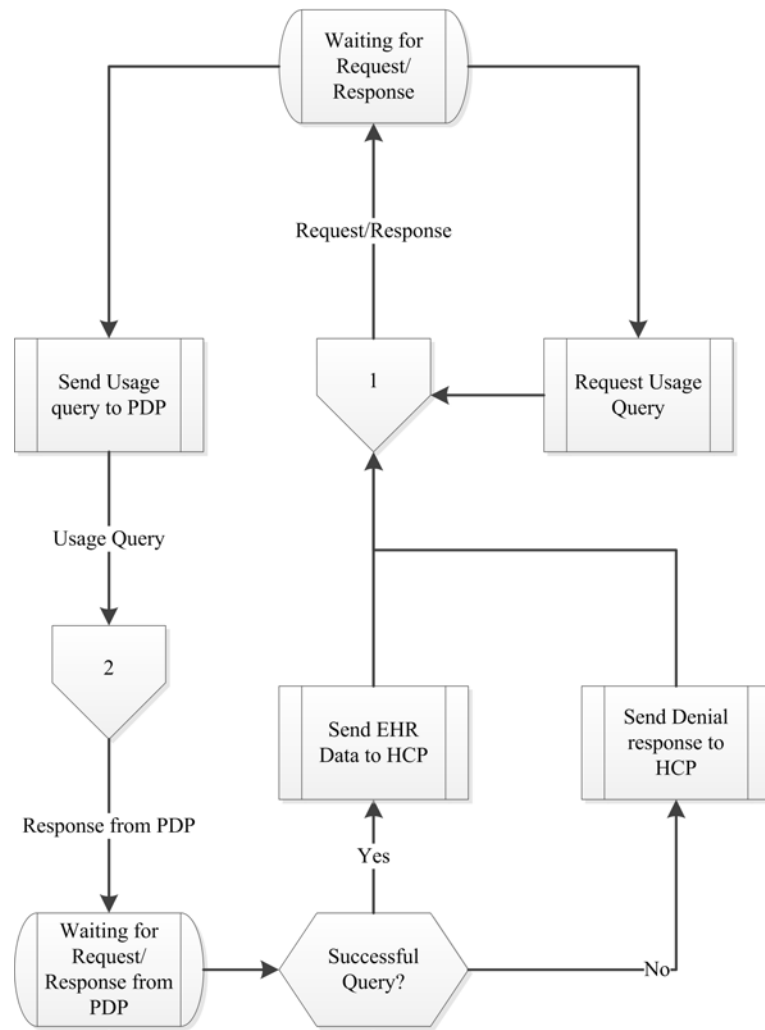 Waiting for
Request/
Response
Request/Response
Send Usage
query to PDP
1
Request Usage
Query
Usage Query
2
Send EHR
Data to HCP
Send Denial
response to
HCP
Response from PDP
Yes
Waiting for
Request/
Response from
PDP
Successful
Query?
No